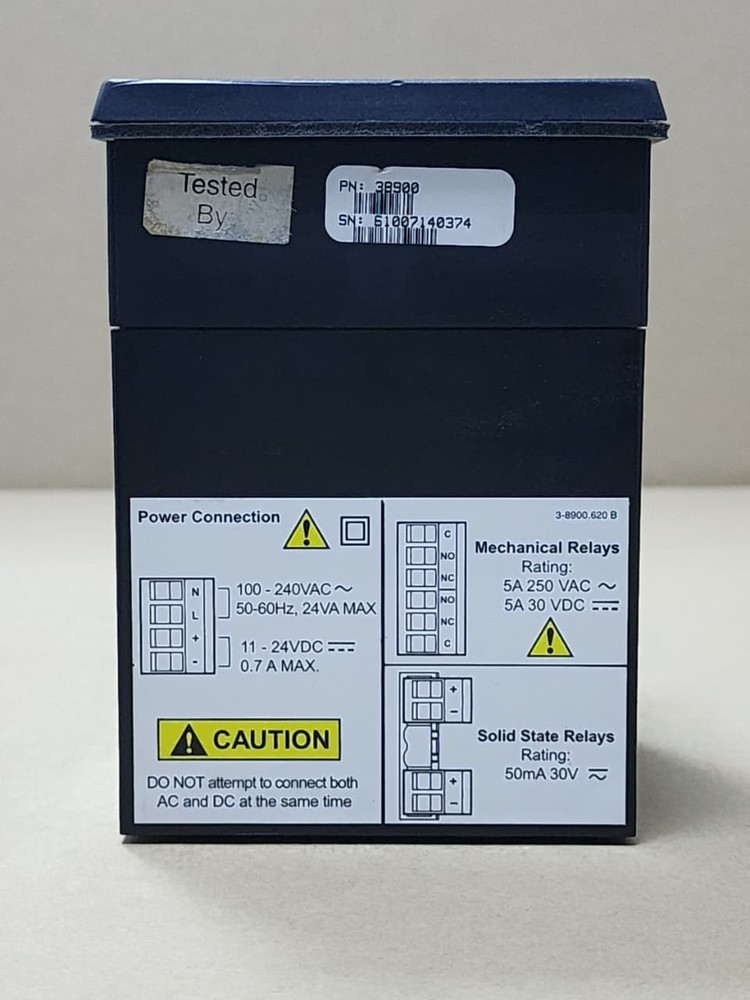 Tested
By
PN: 38900
SN: 61007140374
Power Connection
N
L
+
-
100 - 240VAC ~
50-60Hz, 24VA MAX
11 - 24VDC
0.7 A MAX.
CAUTION
DO NOT attempt to connect both
AC and DC at the same time
3-8900.620 B
C
NO
NC
NO
NC
C
Mechanical Relays
Rating:
5A 250 VAC ~
5A 30 VDC
+
–
+
–
Solid State Relays
Rating:
50mA 30V